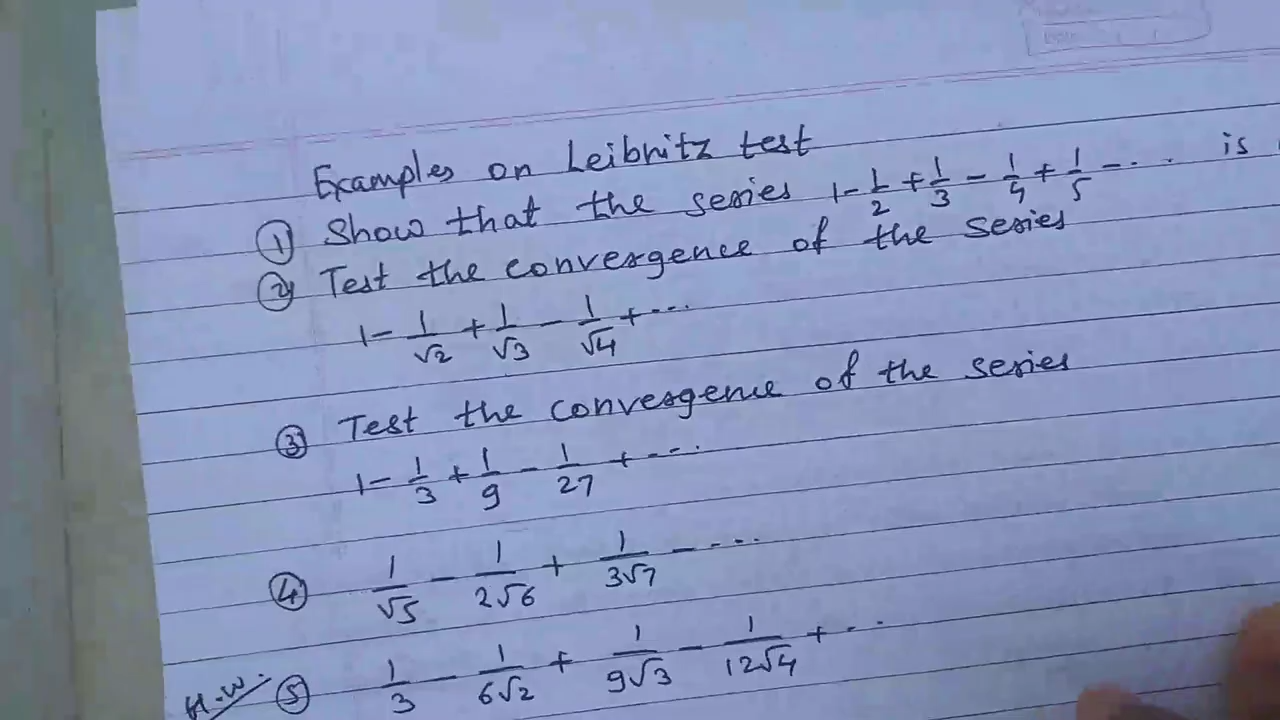 Examples on Leibnitz test
① Show that the series 1 - 1/2 + 1/3 - 1/4 + 1/5 - ... is
② Test the convergence of the series
1 - 1/√2 + 1/√3 - 1/√4 + ...
③ Test the convergence of the series
1 - 1/3 + 1/9 - 1/27 + ...
④ 1/√5 - 1/2√6 + 1/3√7 - ...
H.W. ⑤ 1/3 - 1/6√2 + 1/9√3 - 1/12√4 + ...